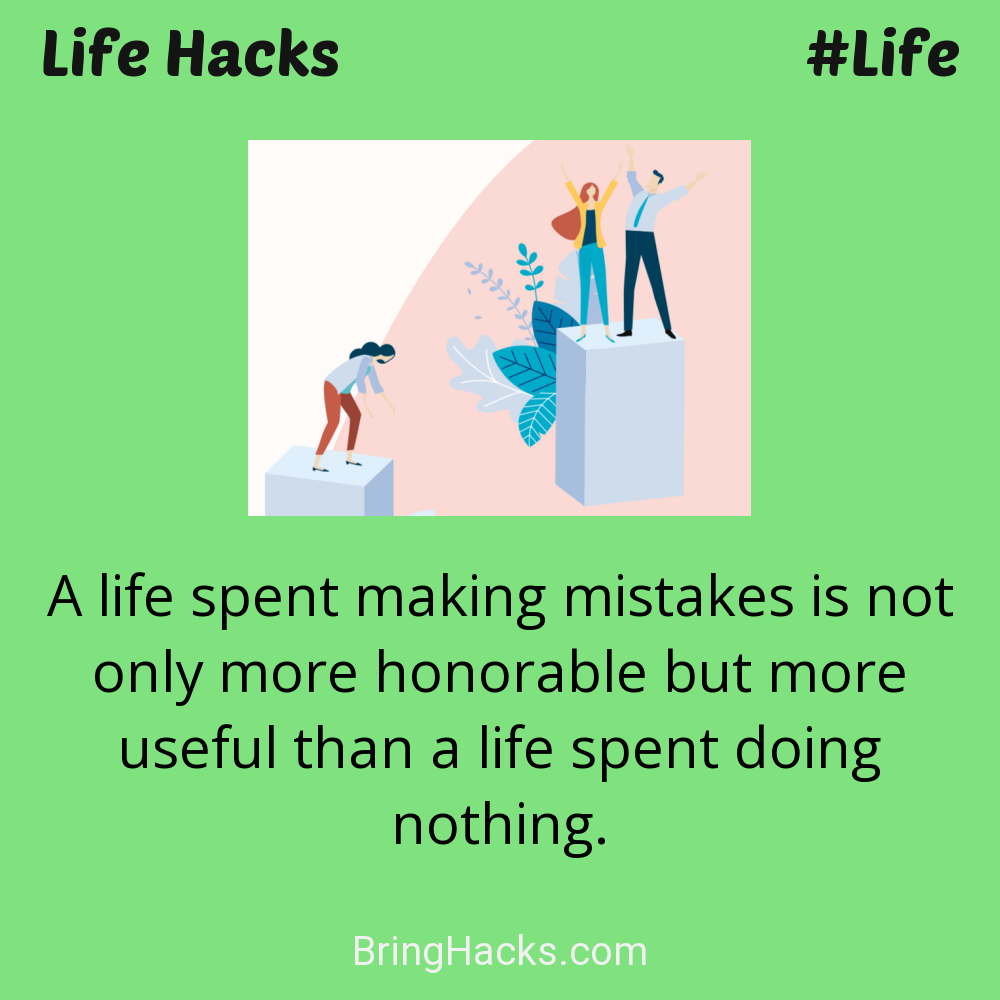 Life Hacks
#Life
A life spent making mistakes is not
only more honorable but more
useful than a life spent doing
nothing.
BringHacks.com